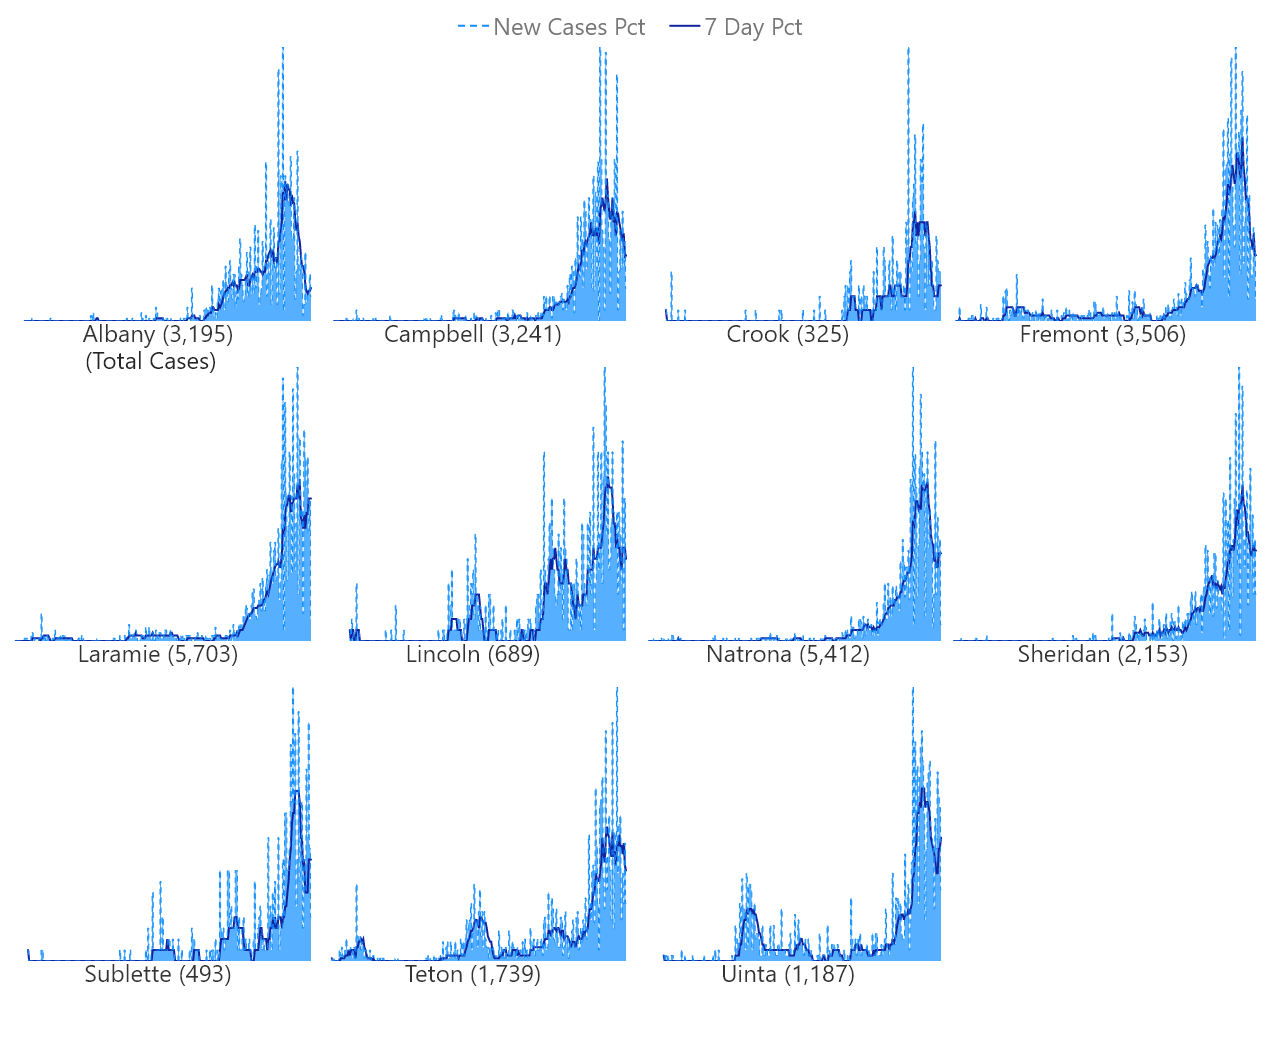 New Cases Pct 7 Day Pct
Albany (3,195)
(Total Cases)
Campbell (3,241)
Crook (325)
Fremont (3,506)
Laramie (5,703)
Lincoln (689)
Natrona (5,412)
Sheridan (2,153)
Sublette (493)
Teton (1,739)
Uinta (1,187)